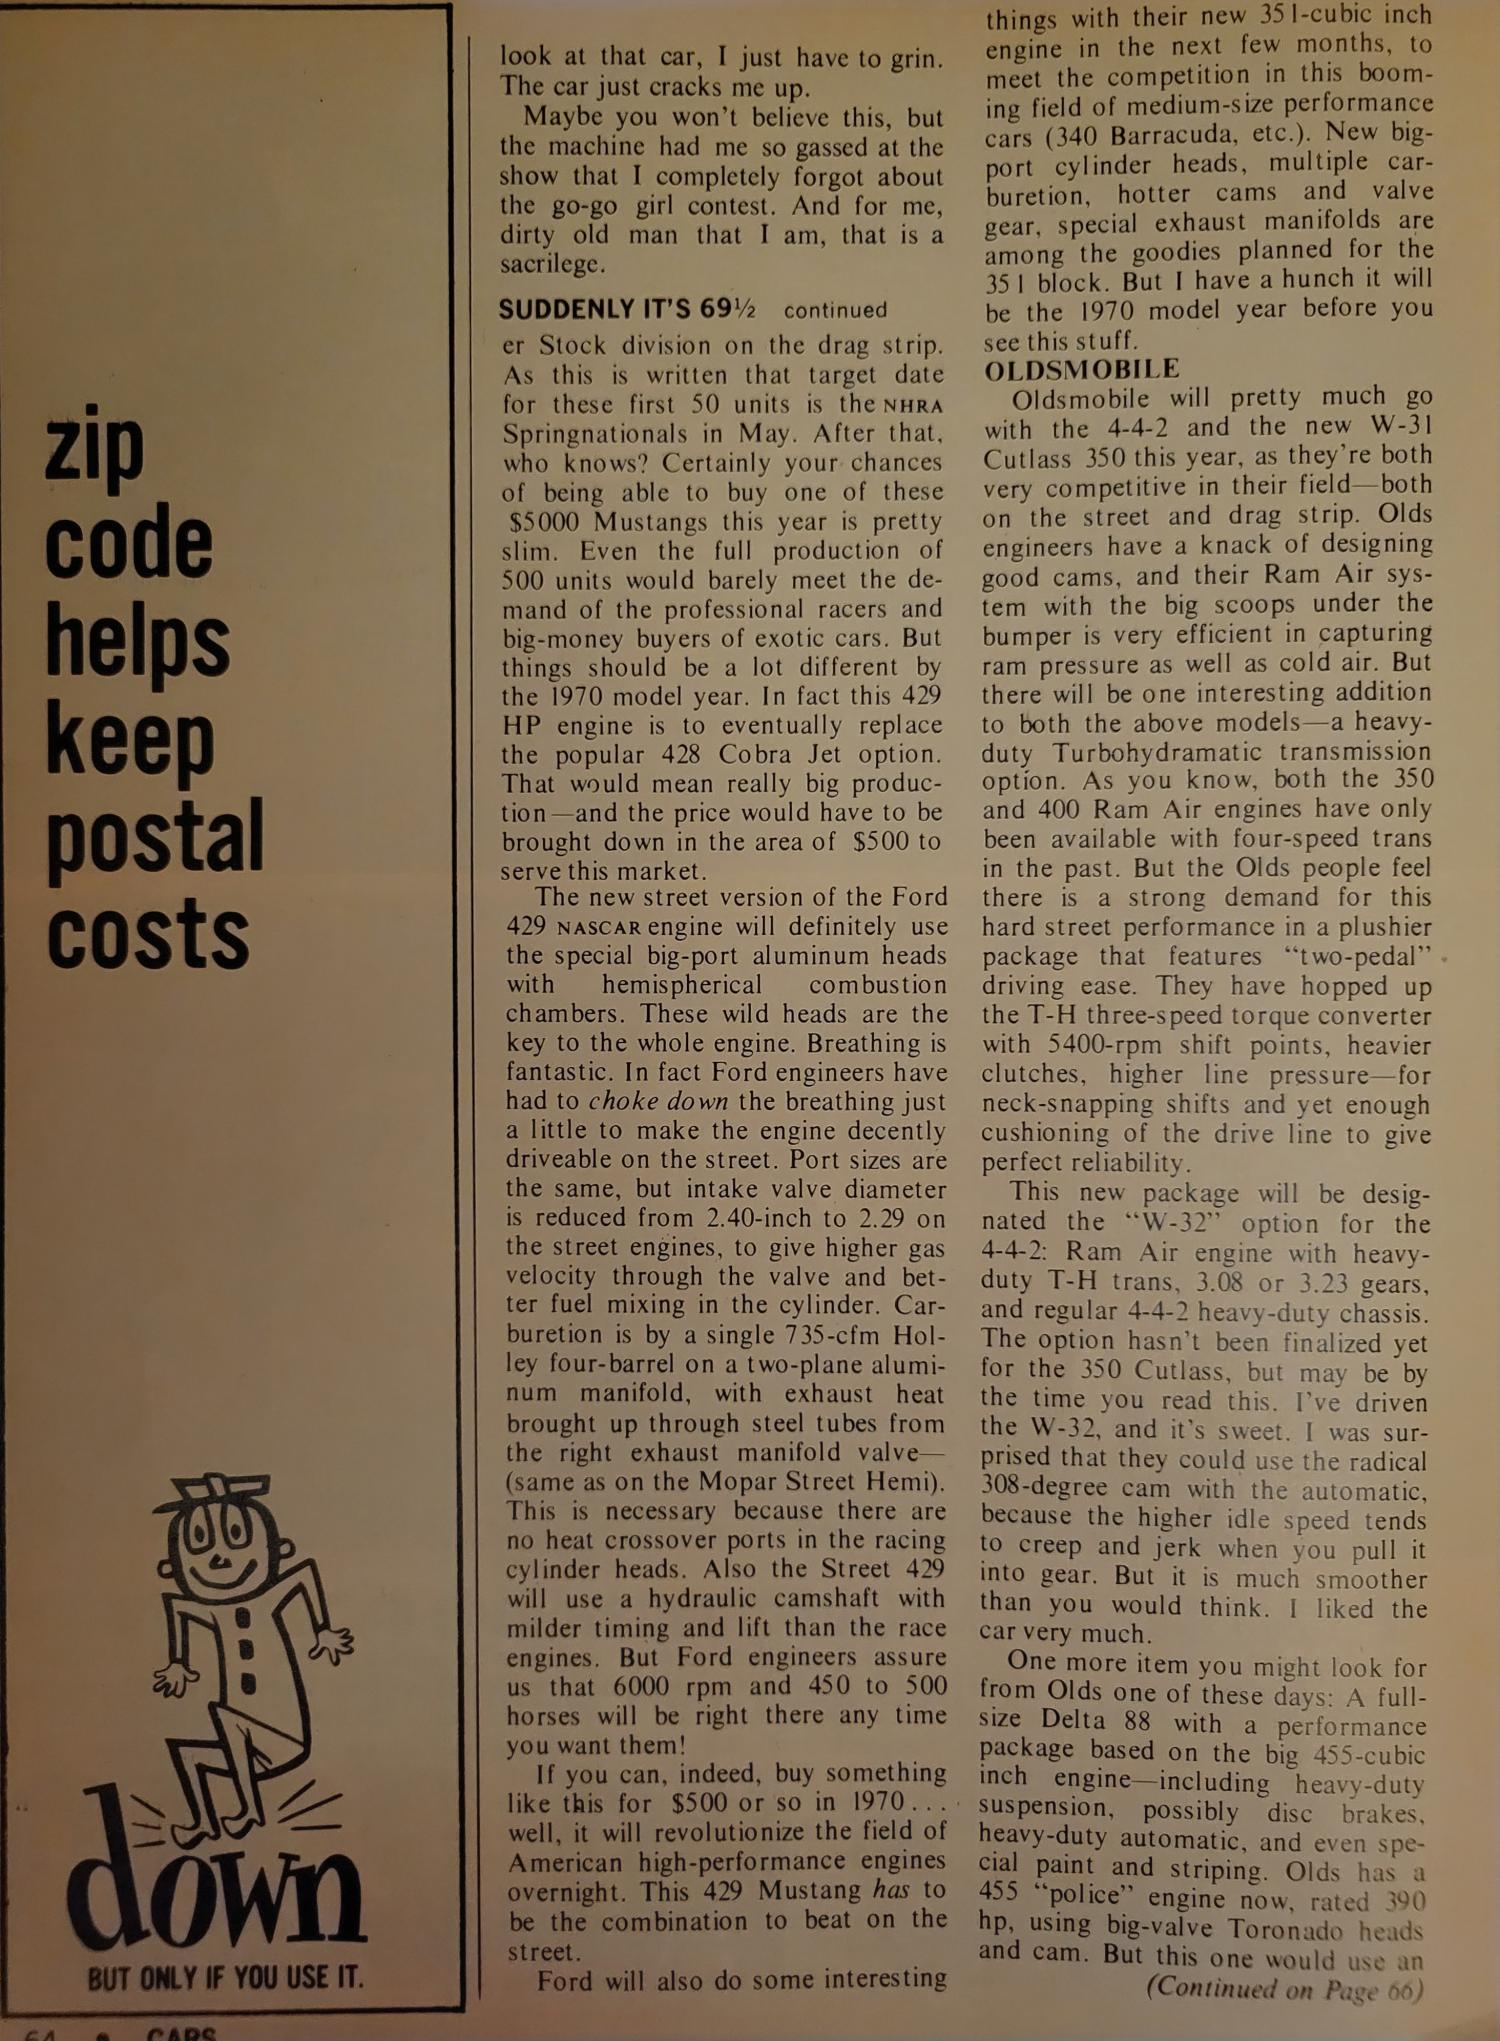 zip
code
helps
keep
postal
costs
down
BUT ONLY IF YOU USE IT.
look at that car, I just have to grin.
The car just cracks me up.
Maybe you won't believe this, but
the machine had me so gassed at the
show that I completely forgot about
the go-go girl contest. And for me,
dirty old man that I am, that is a
sacrilege.
SUDDENLY IT'S 69½ continued
er Stock division on the drag strip.
As this is written that target date
for these first 50 units is the NHRA
Springnationals in May. After that,
who knows? Certainly your chances
of being able to buy one of these
$5000 Mustangs this year is pretty
slim. Even the full production of
500 units would barely meet the de-
mand of the professional racers and
big-money buyers of exotic cars. But
things should be a lot different by
the 1970 model year. In fact this 429
HP engine is to eventually replace
the popular 428 Cobra Jet option.
That would mean really big produc-
tion—and the price would have to be
brought down in the area of $500 to
serve this market.
The new street version of the Ford
429 NASCAR engine will definitely use
the special big-port aluminum heads
with hemispherical combustion
chambers. These wild heads are the
key to the whole engine. Breathing is
fantastic. In fact Ford engineers have
had to choke down the breathing just
a little to make the engine decently
driveable on the street. Port sizes are
the same, but intake valve diameter
is reduced from 2.40-inch to 2.29 on
the street engines, to give higher gas
velocity through the valve and bet-
ter fuel mixing in the cylinder. Car-
buretion is by a single 735-cfm Hol-
ley four-barrel on a two-plane alumi-
num manifold, with exhaust heat
brought up through steel tubes from
the right exhaust manifold valve—
(same as on the Mopar Street Hemi).
This is necessary because there are
no heat crossover ports in the racing
cylinder heads. Also the Street 429
will use a hydraulic camshaft with
milder timing and lift than the race
engines. But Ford engineers assure
us that 6000 rpm and 450 to 500
horses will be right there any time
you want them!
If you can, indeed, buy something
like this for $500 or so in 1970...
well, it will revolutionize the field of
American high-performance engines
overnight. This 429 Mustang has to
be the combination to beat on the
street.
Ford will also do some interesting
things with their new 351-cubic inch
engine in the next few months, to
meet the competition in this boom-
ing field of medium-size performance
cars (340 Barracuda, etc.). New big-
port cylinder heads, multiple car-
buretion, hotter cams and valve
gear, special exhaust manifolds are
among the goodies planned for the
351 block. But I have a hunch it will
be the 1970 model year before you
see this stuff.
OLDSMOBILE
Oldsmobile will pretty much go
with the 4-4-2 and the new W-31
Cutlass 350 this year, as they're both
very competitive in their field—both
on the street and drag strip. Olds
engineers have a knack of designing
good cams, and their Ram Air sys-
tem with the big scoops under the
bumper is very efficient in capturing
ram pressure as well as cold air. But
there will be one interesting addition
to both the above models—a heavy-
duty Turbohydramatic transmission
option. As you know, both the 350
and 400 Ram Air engines have only
been available with four-speed trans
in the past. But the Olds people feel
there is a strong demand for this
hard street performance in a plushier
package that features "two-pedal"
driving ease. They have hopped up
the T-H three-speed torque converter
with 5400-rpm shift points, heavier
clutches, higher line pressure—for
neck-snapping shifts and yet enough
cushioning of the drive line to give
perfect reliability.
This new package will be desig-
nated the "W-32" option for the
4-4-2: Ram Air engine with heavy-
duty T-H trans, 3.08 or 3.23 gears,
and regular 4-4-2 heavy-duty chassis.
The option hasn't been finalized yet
for the 350 Cutlass, but may be by
the time you read this. I've driven
the W-32, and it's sweet. I was sur-
prised that they could use the radical
308-degree cam with the automatic,
because the higher idle speed tends
to creep and jerk when you pull it
into gear. But it is much smoother
than you would think. I liked the
car very much.
One more item you might look for
from Olds one of these days: A full-
size Delta 88 with a performance
package based on the big 455-cubic
inch engine—including heavy-duty
suspension, possibly disc brakes,
heavy-duty automatic, and even spe-
cial paint and striping. Olds has a
455 "police" engine now, rated 390
hp, using big-valve Toronado heads
and cam. But this one would use an
(Continued on Page 66)
64 • CARS